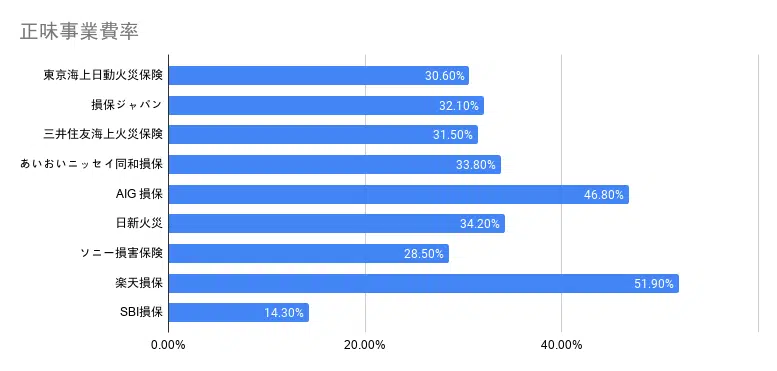 正味事業費率
東京海上日動火災保険 30.60%
損保ジャパン 32.10%
三井住友海上火災保険 31.50%
あいおいニッセイ同和損保 33.80%
AIG 損保 46.80%
日新火災 34.20%
ソニー損害保険 28.50%
楽天損保 51.90%
SBI損保 14.30%
0.00% 20.00% 40.00%